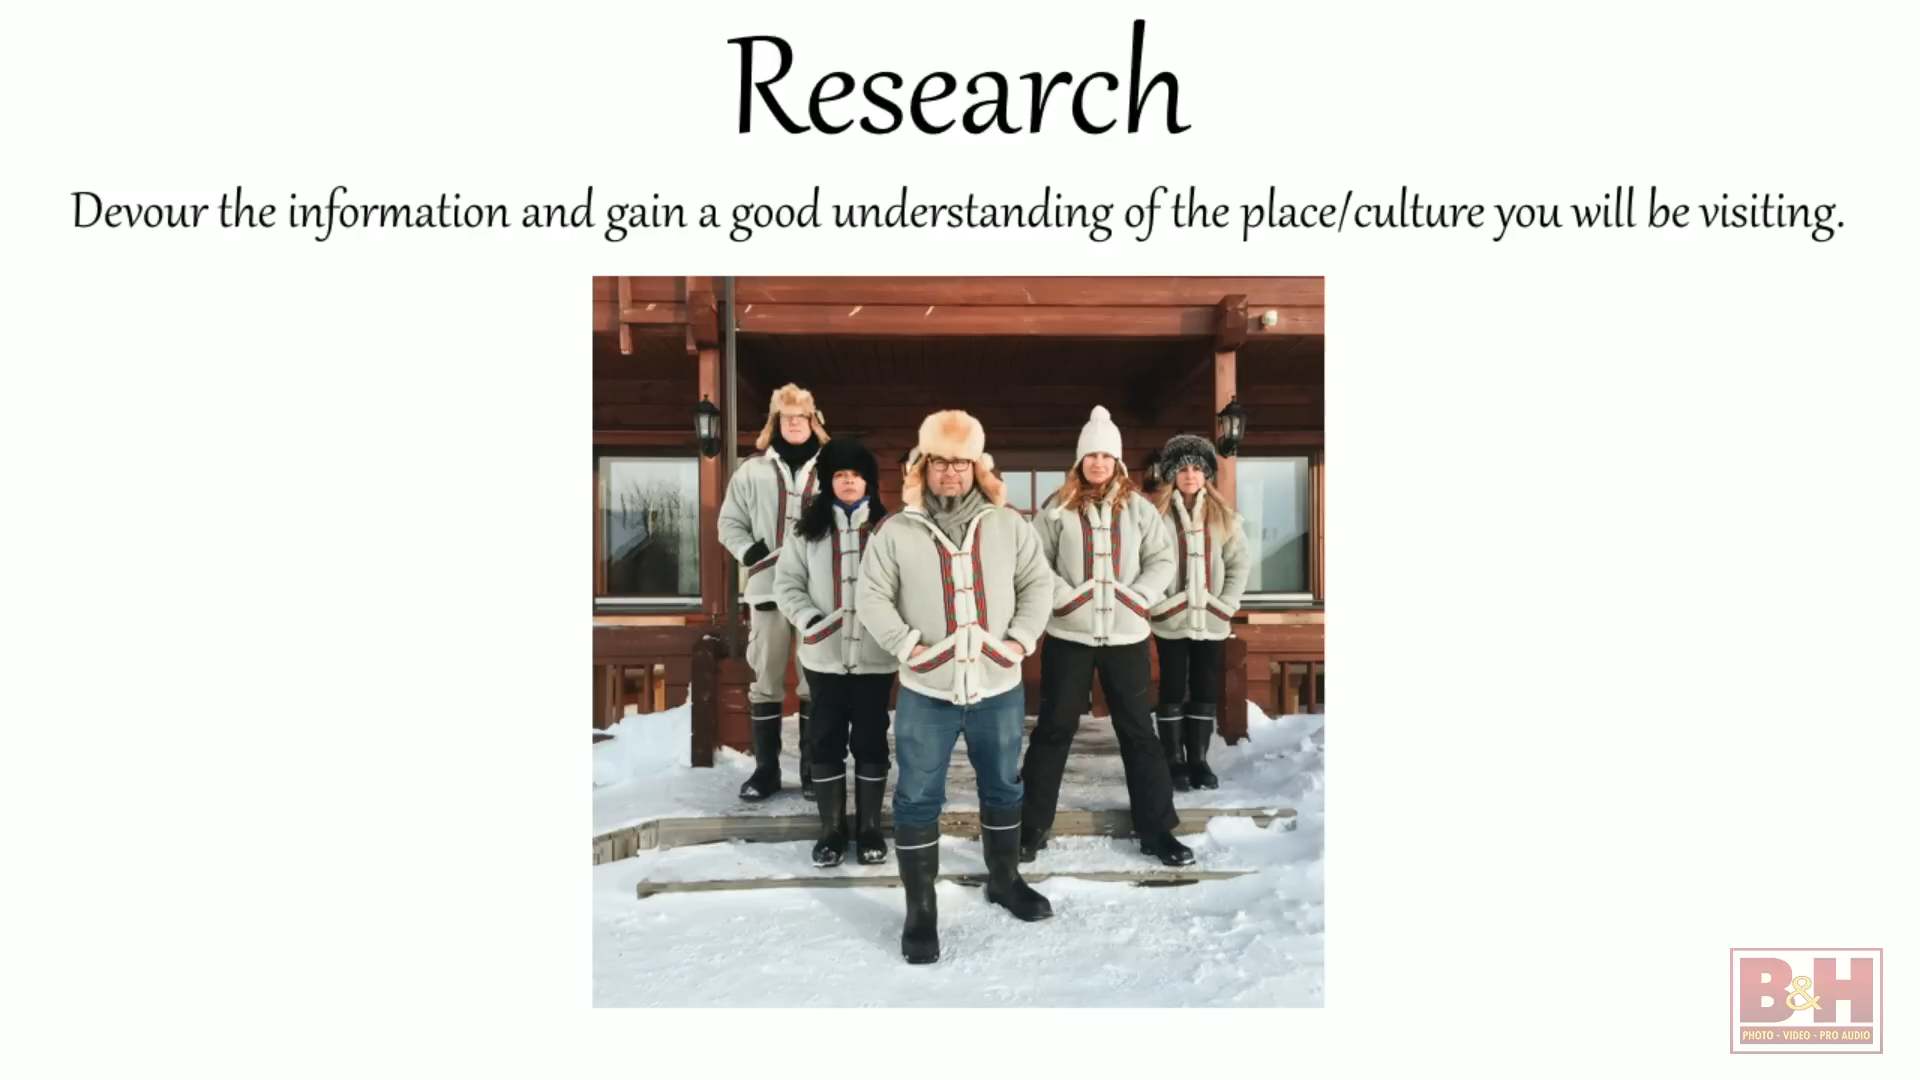 Research
Devour the information and gain a good understanding of the place/culture you will be visiting.
B&H
PHOTO - VIDEO - PRO AUDIO